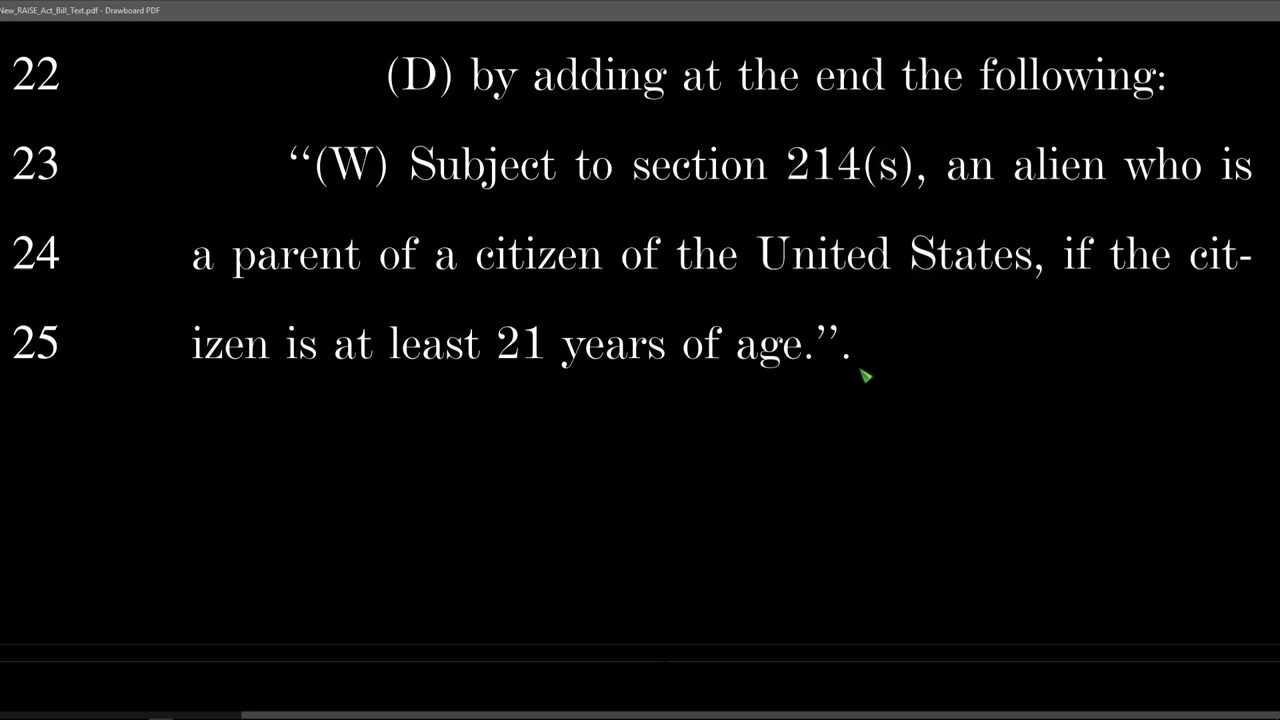 New_RAISE_Act_Bill_Text.pdf - Drawboard PDF
22 (D) by adding at the end the following:
23 “(W) Subject to section 214(s), an alien who is
24 a parent of a citizen of the United States, if the cit-
25 izen is at least 21 years of age.”.